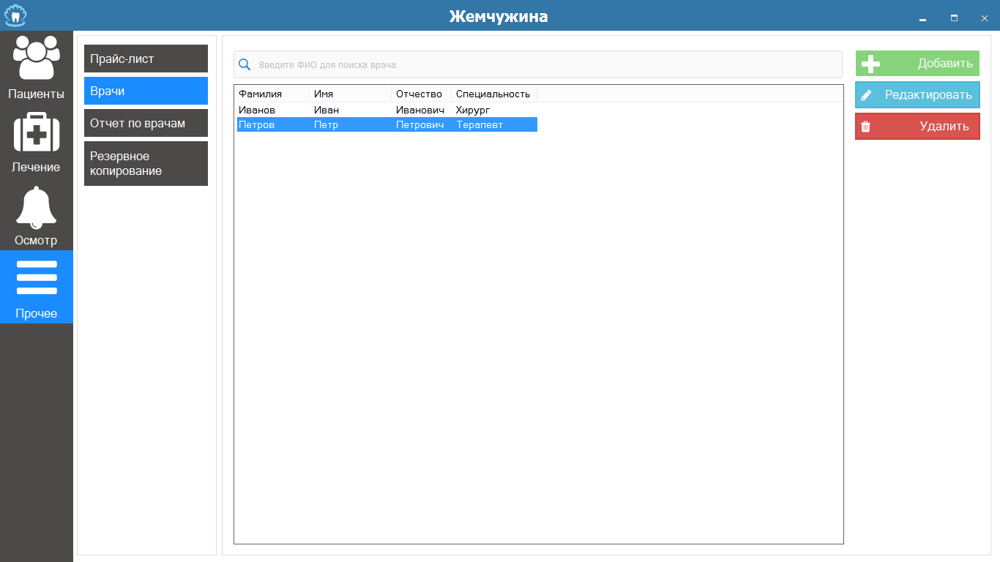 Жемчужина
Пациенты
Лечение
Осмотр
Прочее
Прайс-лист
Врачи
Отчет по врачам
Резервное
копирование
Введите ФИО для поиска врача
Фамилия Имя Отчество Специальность
Иванов Иван Иванович Хирург
Петров Петр Петрович Терапевт
Добавить
Редактировать
Удалить